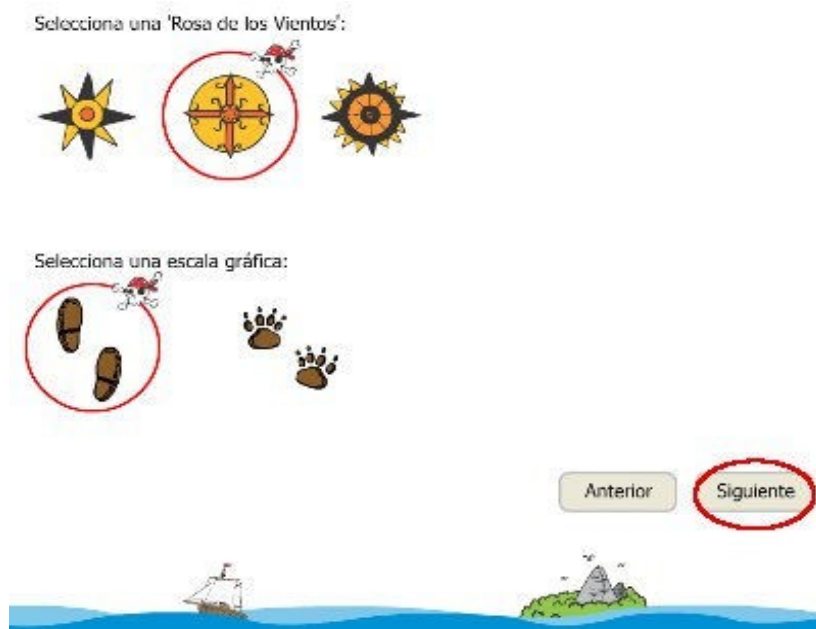 Selecciona una 'Rosa de los Vientos':
Selecciona una escala gráfica:
Anterior
Siguiente